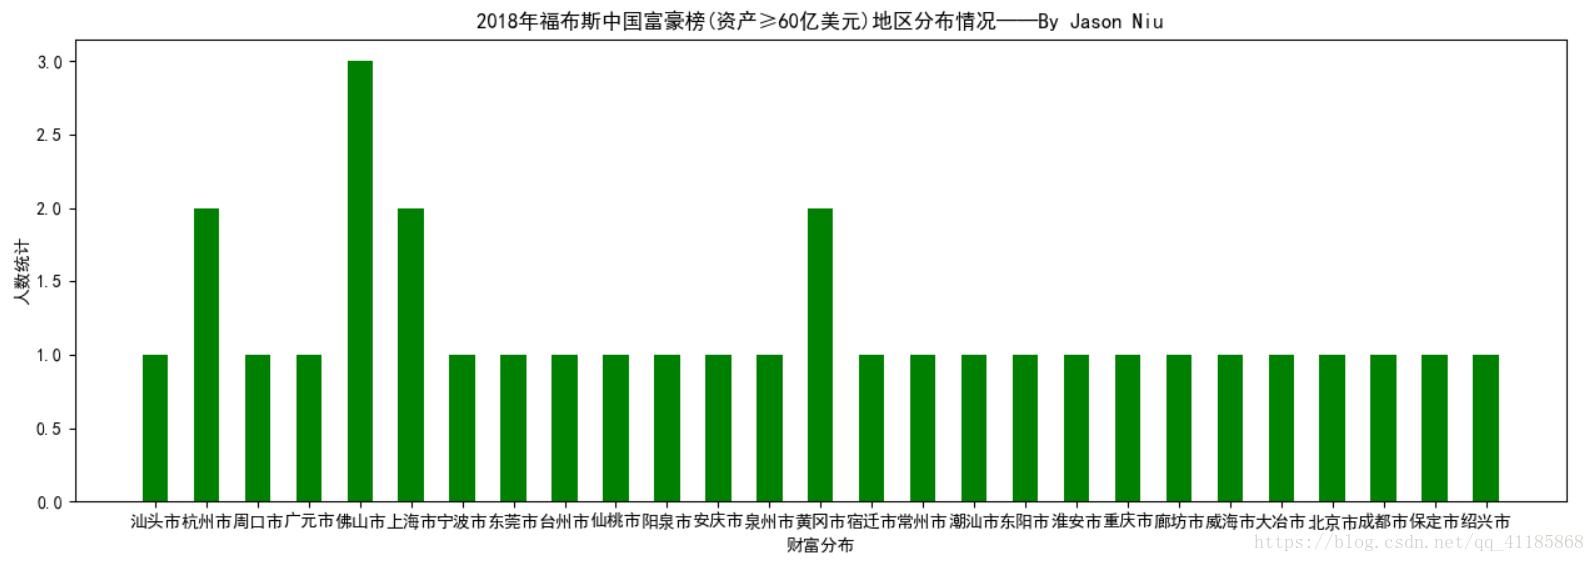 2018年福布斯中国富豪榜(资产≥60亿美元)地区分布情况——By Jason Niu
3.0
2.5
2.0
1.5
1.0
0.5
0.0
人数统计
汕头市 杭州市 周口市 广元市 佛山市 上海市 宁波市 东莞市 台州市 仙桃市 阳泉市 安庆市 泉州市 黄冈市 宿迁市 常州市 潮汕市 东阳市 淮安市 重庆市 廊坊市 威海市 大冶市 北京市 成都市 保定市 绍兴市
财富分布
https://blog.csdn.net/qq_41185868